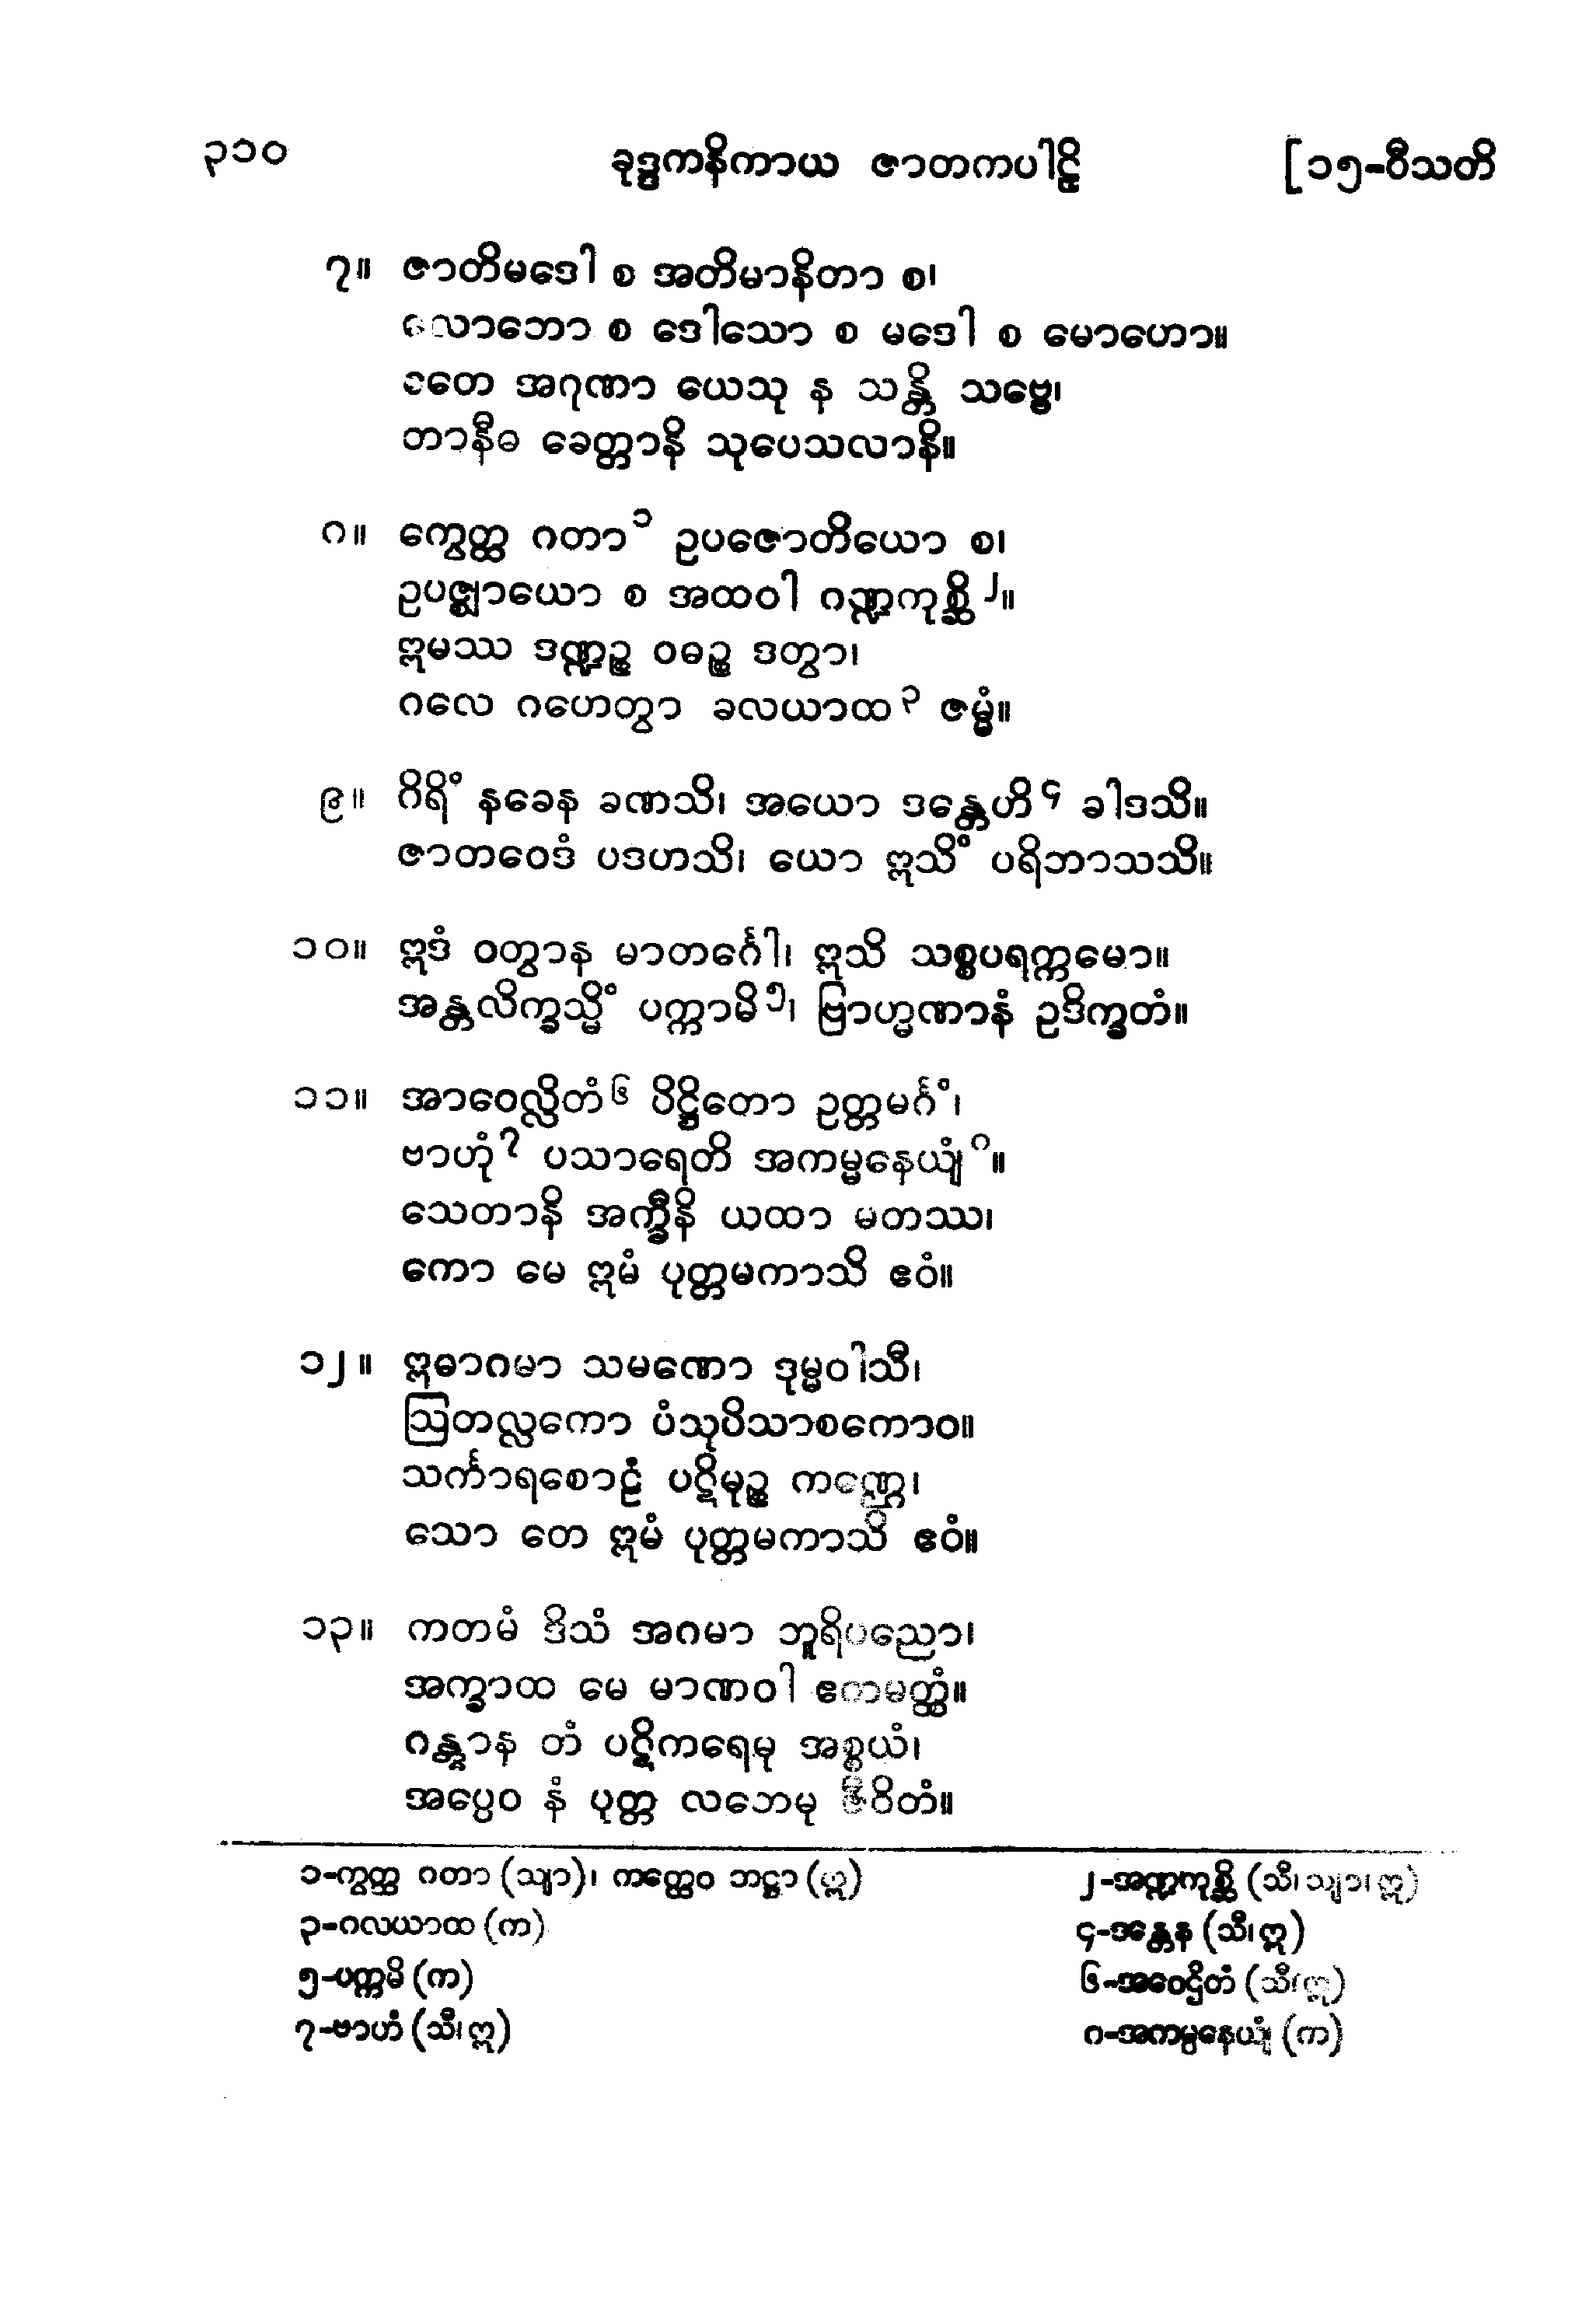 ၃၁၀ ခုဒ္ဒကနိကာယ ဇာတကပါဠိ [၁၅-ဝီသတိ
၇။ ဇာတိမဒေါ စ အတိမာနိတာ စ၊
လောဘော စ ဒေါသော စ မဒေါ စ မောဟော။
ဧတေ အဂုဏာ ယေသု န သန္တိ သဗ္ဗေ၊
တာနီဓ ခေတ္တာနိ သုပေသလာနိ။
၈။ ကွေတ္ထ ဂတာ ၁ ဥပဇောတိယော စ၊
ဥပဇ္ဈာယော စ အထဝါ ဂဏ္ဍကုစ္ဆိ ၂။
ဣမဿ ဒဏ္ဍဉ္စ ဝဓဉ္စ ဒတွာ၊
ဂလေ ဂဟေတွာ ခလယာထ ၃ ဇမ္မံ။
၉။ ဂိရိံ နခေန ခဏသိ၊ အယော ဒန္တေဟိ ၄ ခါဒသိ။
ဇာတဝေဒံ ပဒဟသိ၊ ယော ဣသိံ ပရိဘာသသိ။
၁၀။ ဣဒံ ဝတွာန မာတင်္ဂေါ၊ ဣသိ သစ္စပရက္ကမော။
အန္တလိက္ခသ္မိံ ပက္ကာမိ ၅၊ ဗြာဟ္မဏာနံ ဥဒိက္ခတံ။
၁၁။ အာဝေလ္လိတံ ၆ ပိဋ္ဌိတော ဥတ္တမင်္ဂံ၊
ဗာဟုံ ၇ ပသာရေတိ အကမ္မနေယျံ ၈။
သေတာနိ အက္ခီနိ ယထာ မတဿ၊
ကော မေ ဣမံ ပုတ္တမကာသိ ဧဝံ။
၁၂။ ဣဓာဂမာ သမဏော ဒုမ္မဝါသီ၊
ဩတလ္လကော ပံသုပိသာစကောဝ။
သင်္ကာရစောဠံ ပဋိမုဉ္စ ကဏ္ဌေ၊
သော တေ ဣမံ ပုတ္တမကာသိ ဧဝံ။
၁၃။ ကတမံ ဒိသံ အဂမာ ဘူရိပညော၊
အက္ခာထ မေ မာဏဝါ ဧတမတ္ထံ။
ဂန္တွာန တံ ပဋိကရေမု အစ္စယံ၊
အပ္ပေဝ နံ ပုတ္တ လဘေမု ဇီဝိတံ။
၁-ကွတ္ထ ဂတာ (သျာ)၊ ကတ္ထေဝ ဘဋ္ဌာ (ဣ) ၂-အဏ္ဍကုစ္ဆိ (သီ၊ သျာ၊ ဣ)
၃-ဂလယာထ (က) ၄-ဒန္တေန (သီ၊ ဣ)
၅-ပက္ကမိ (က) ၆-အဝေဌိတံ (သီ၊ ဣ)
၇-ဗာဟံ (သီ၊ ဣ) ၈-အကမ္ပနေယျံ (က)